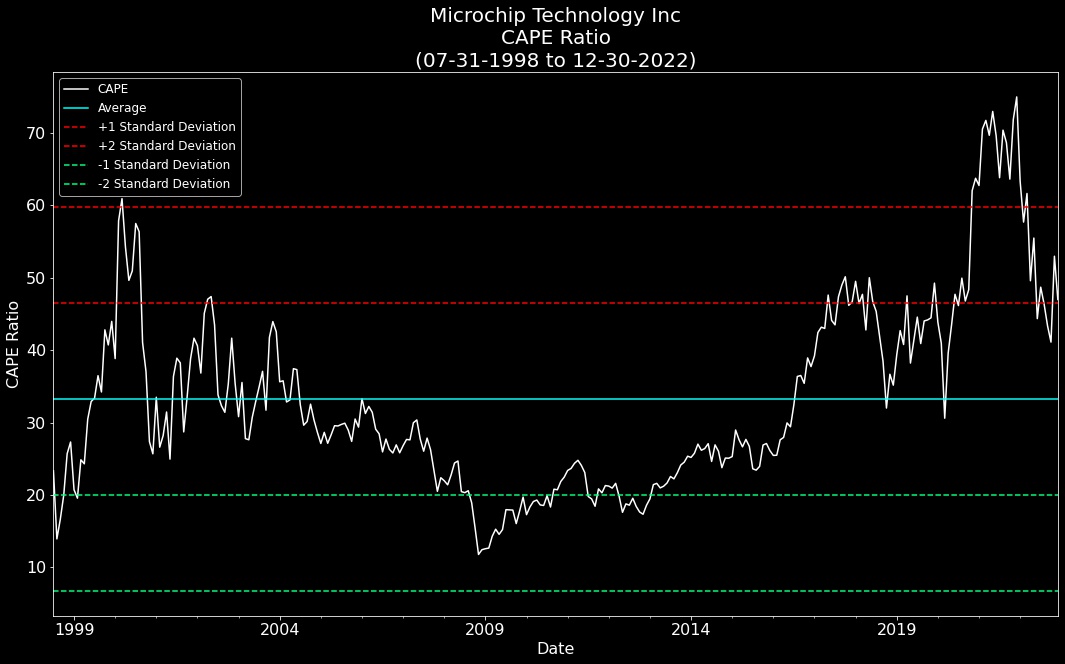 Microchip Technology Inc
CAPE Ratio
(07-31-1998 to 12-30-2022)
CAPE
Average
+1 Standard Deviation
+2 Standard Deviation
-1 Standard Deviation
-2 Standard Deviation
CAPE Ratio
70
60
50
40
30
20
10
1999 2004 2009 2014 2019
Date